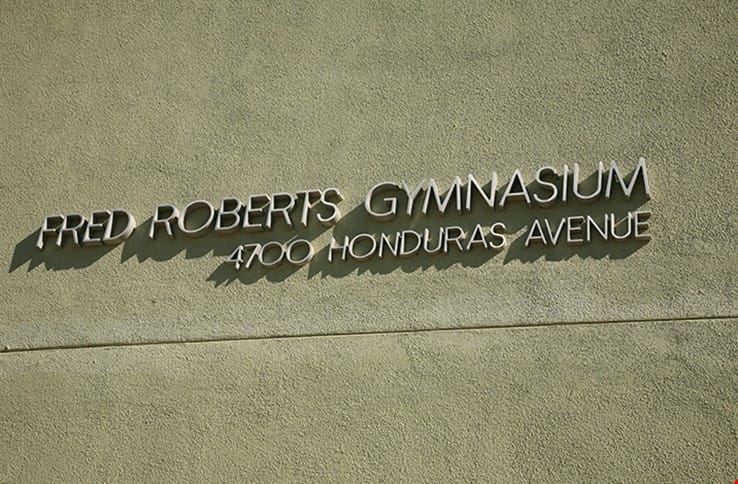 FRED ROBERTS GYMNASIUM
4700 HONDURAS AVENUE